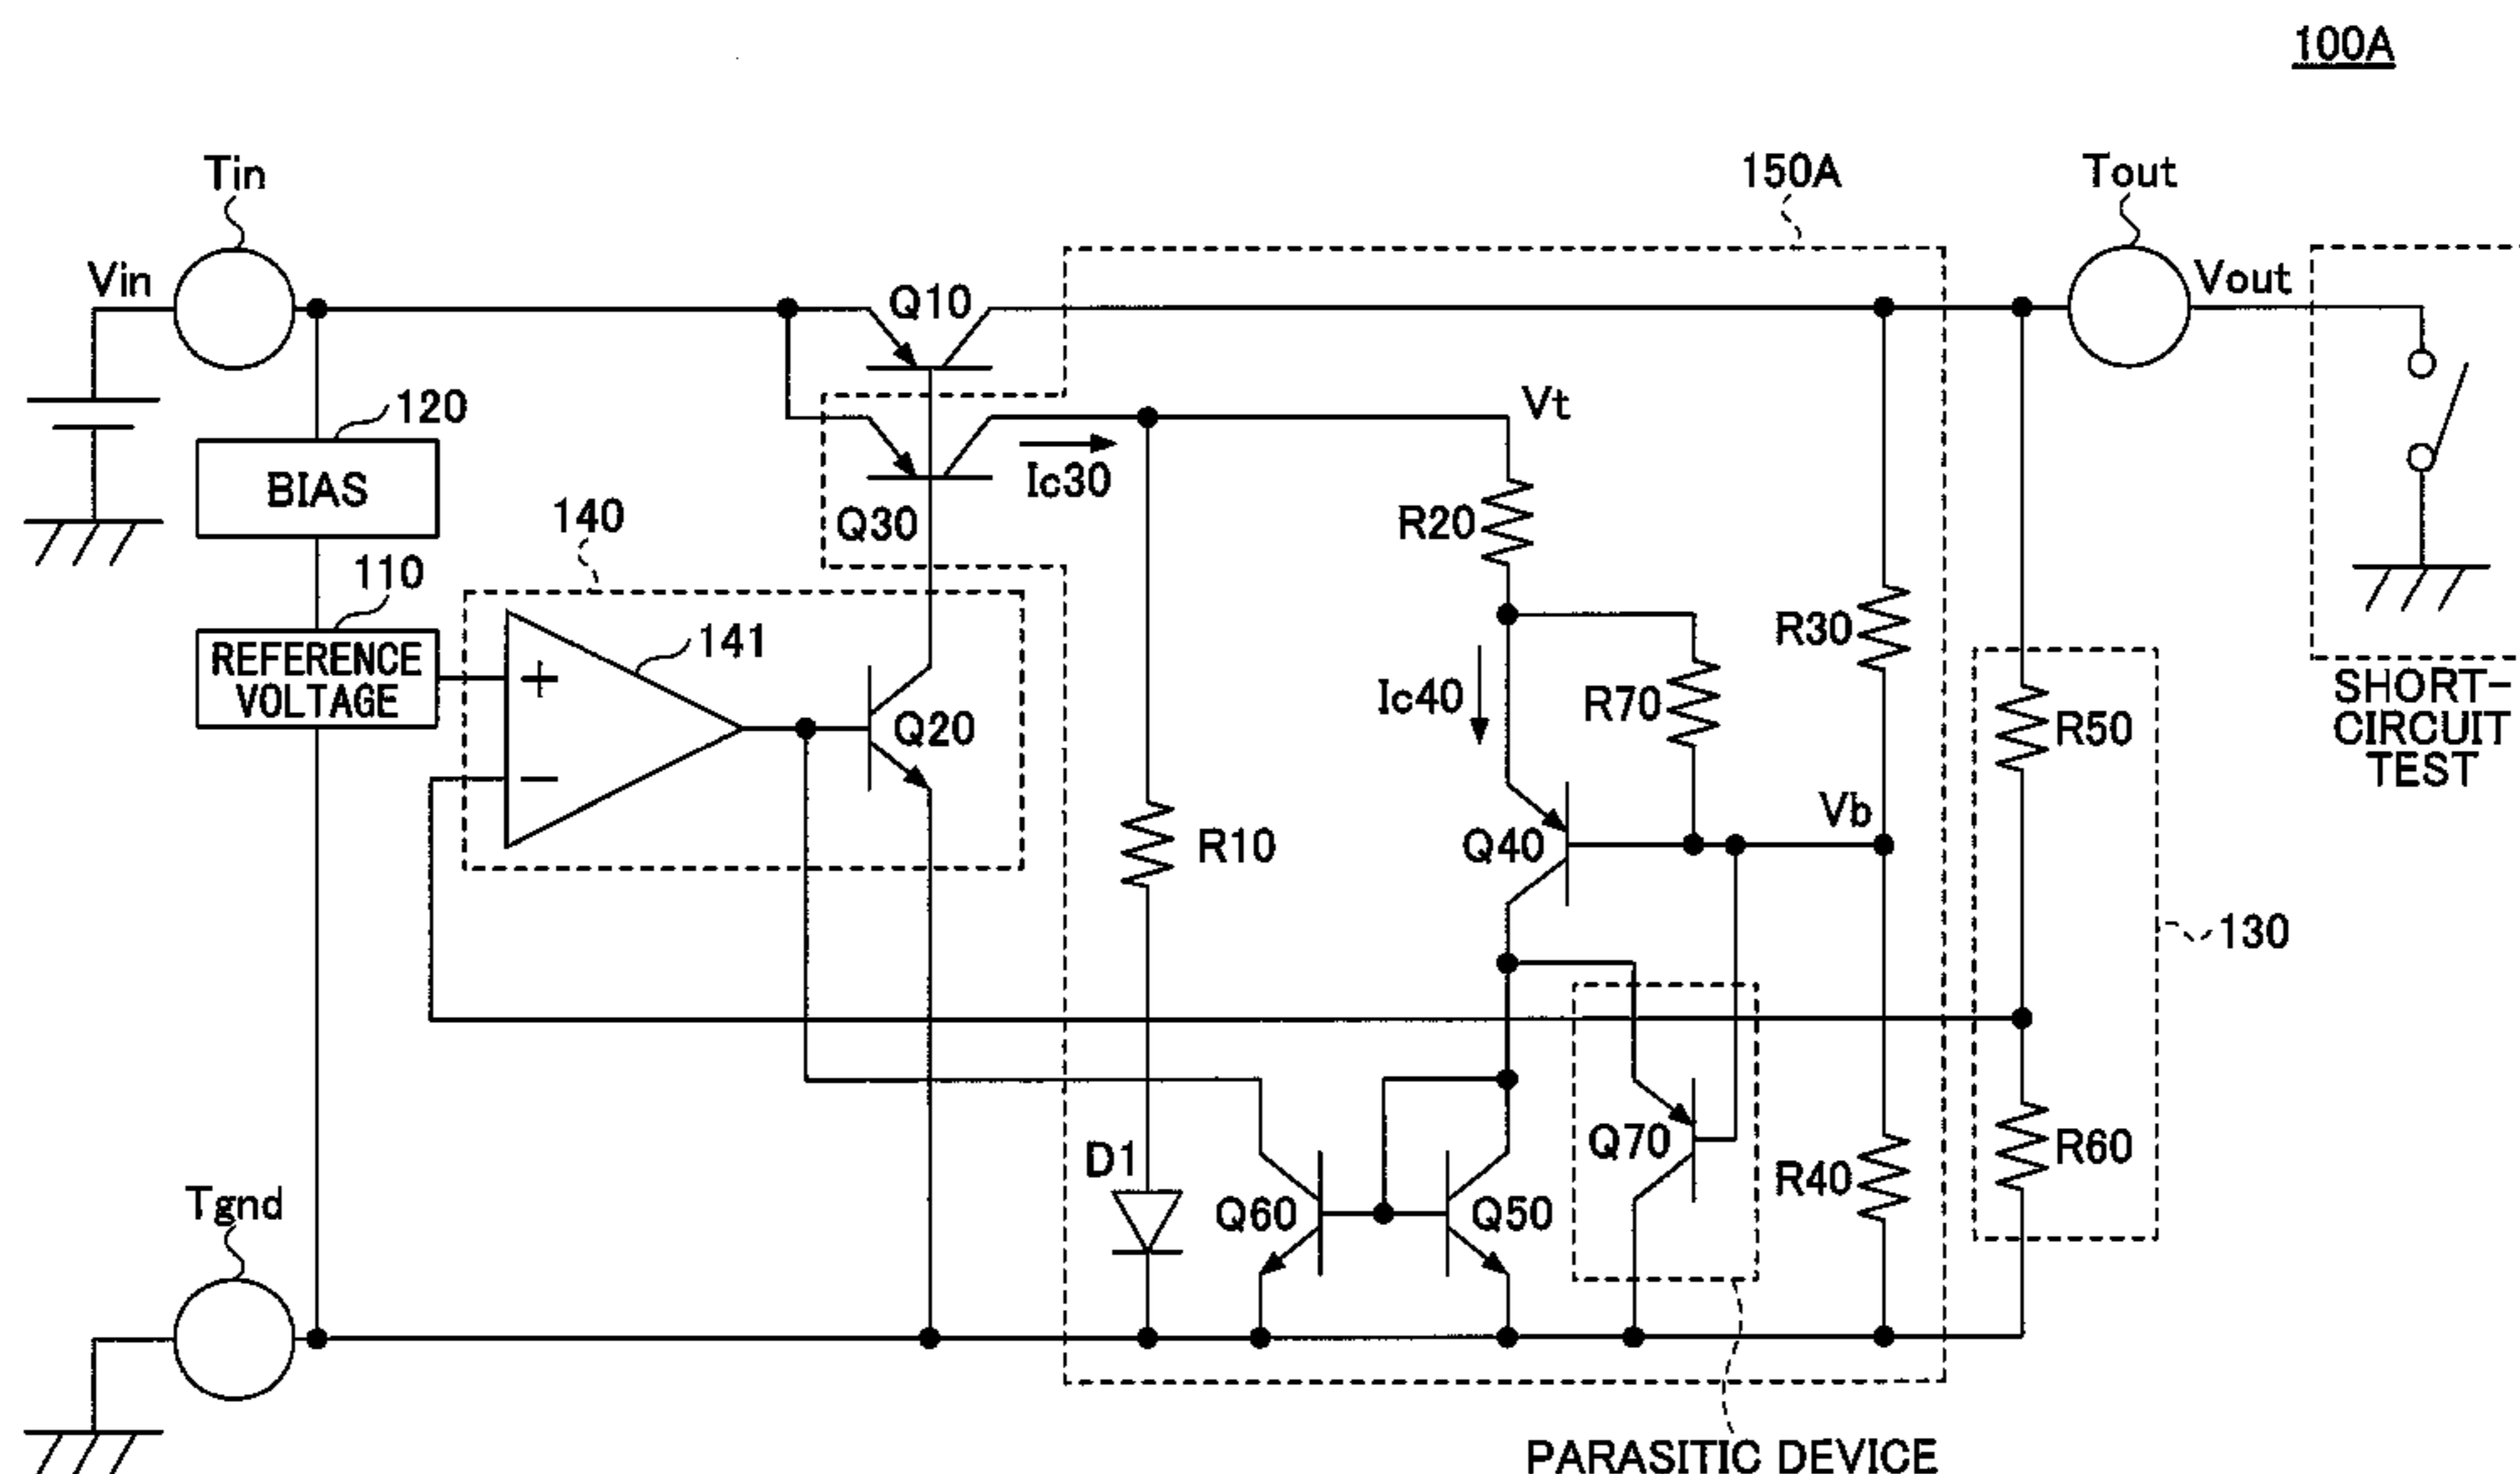 100A
Tin
150A
Tout
Vin
Q10
Vout
120
Vt
BIAS
Ic30
140
Q30
R20
110
R30
141
REFERENCE
VOLTAGE
+
Ic40
R70
SHORT-
CIRCUIT
TEST
Q20
R50
−
Vb
R10
Q40
130
D1
Q70
R60
R40
Tgnd
Q60
Q50
PARASITIC DEVICE